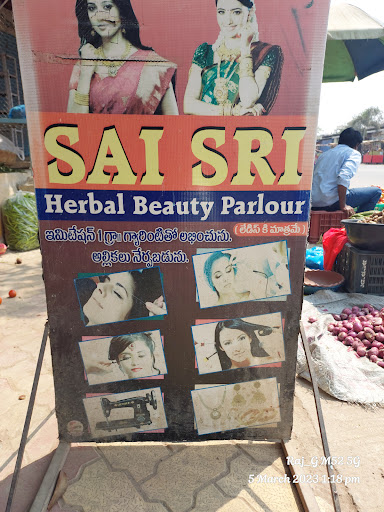 SAI SRI
Herbal Beauty Parlour
( లేడీస్ కి మాత్రమే )
ఇమిటేషన్ 1 గ్రా. గ్యారింటీతో లభించును.
అల్లికలు నేర్పబడును.
Raj_G M52 5G
5 March 2023 1:18 pm